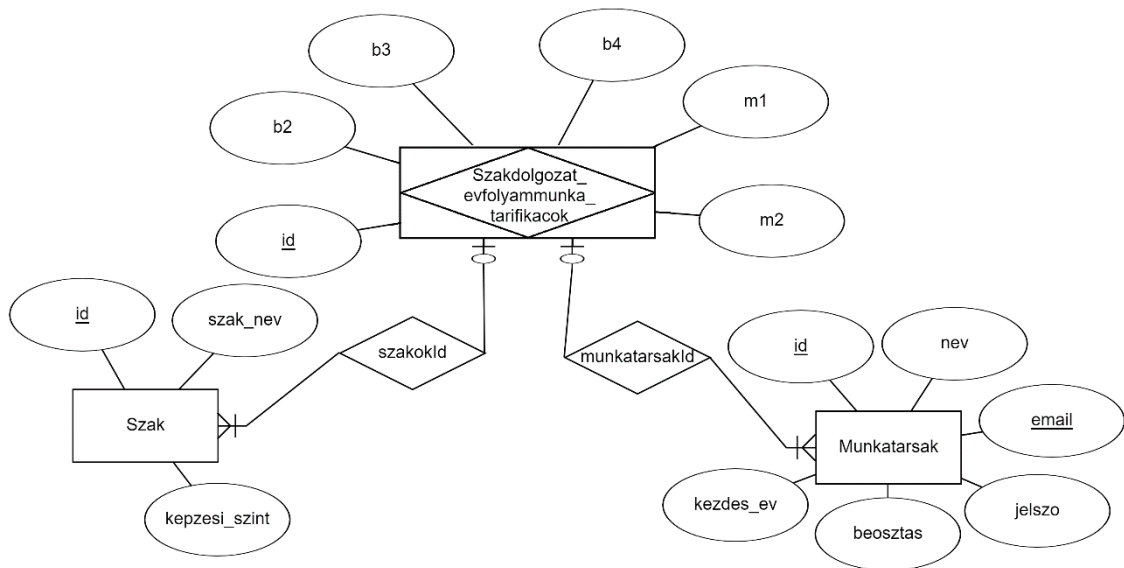 b3
b4
b2
m1
Szakdolgozat_
evfolyammunka_
tarifikacok
id
m2
id
szak_nev
szakokId
munkatarsakId
id
nev
Szak
Munkatarsak
email
kepzesi_szint
kezdes_ev
beosztas
jelszo